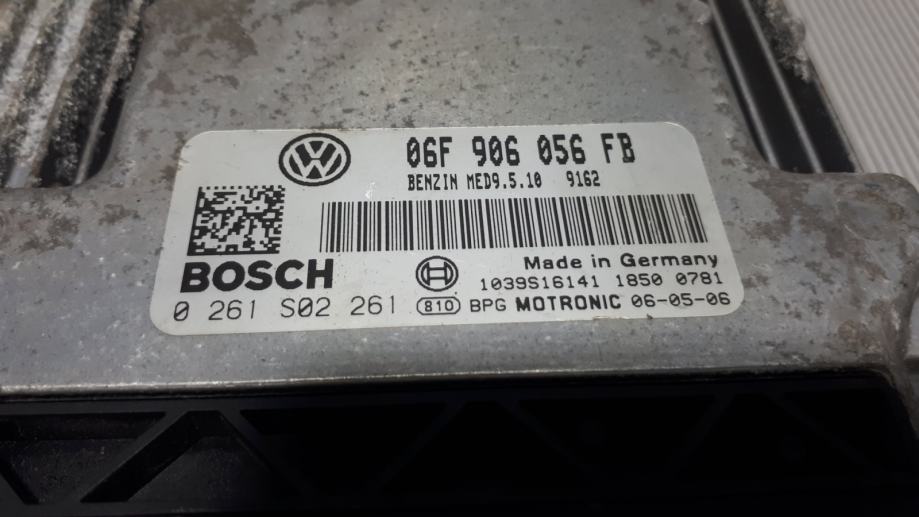 06F 906 056 FB
BENZIN MED9.5.10 9162
BOSCH
Made in Germany
1039S16141 1850 0781
0 261 S02 261 810 BPG MOTRONIC 06-05-06